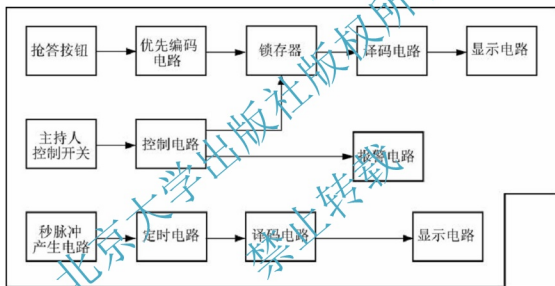 抢答按钮
优先编码
电路
锁存器
译码电路
显示电路
主持人
控制开关
控制电路
报警电路
秒脉冲
产生电路
定时电路
译码电路
显示电路
北京大学出版社版权所
禁止转载